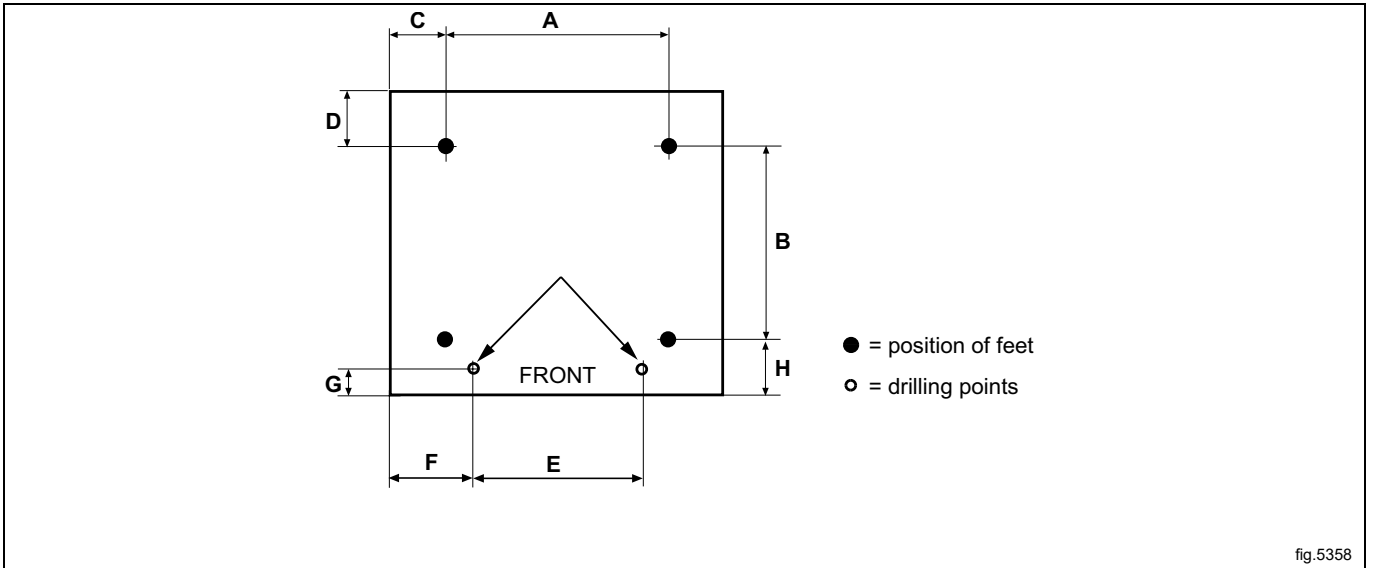 C
A
D
B
G
FRONT
H
F
E
= position of feet
= drilling points
fig.5358